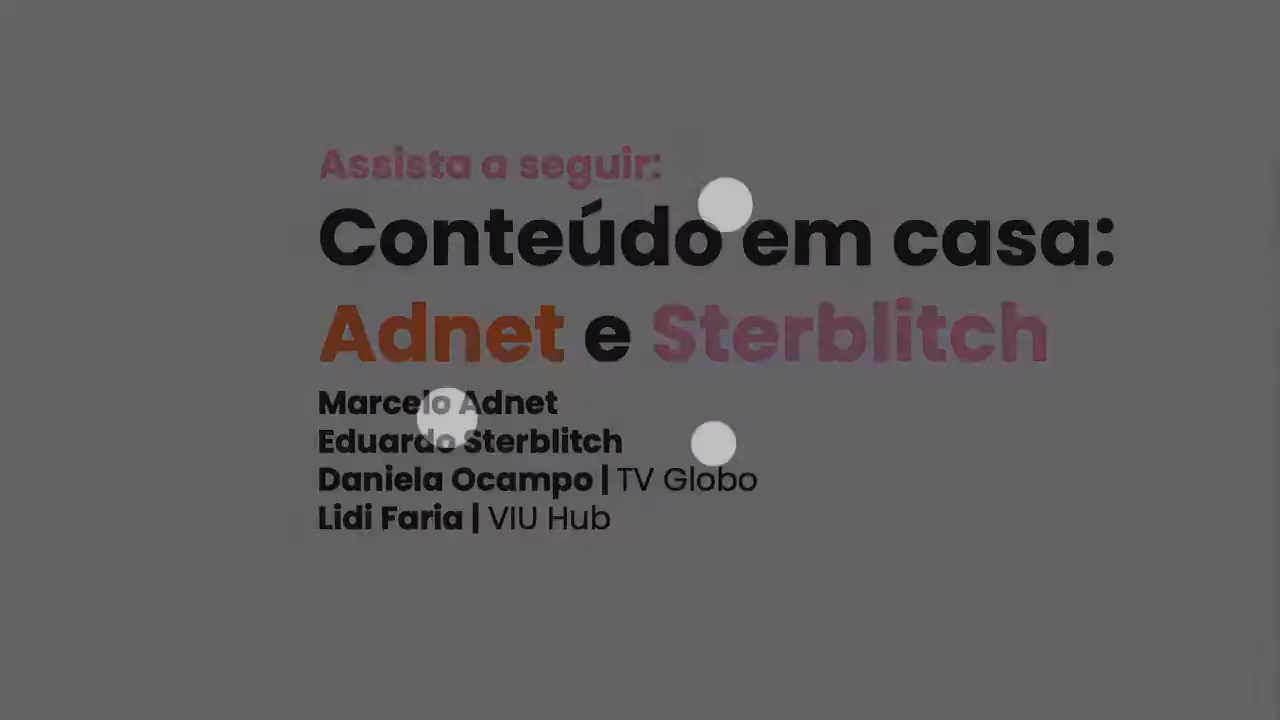 Assista a seguir:
Conteúdo em casa:
Adnet e Sterblitch
Marcelo Adnet
Eduardo Sterblitch
Daniela Ocampo | TV Globo
Lidi Faria | VIU Hub